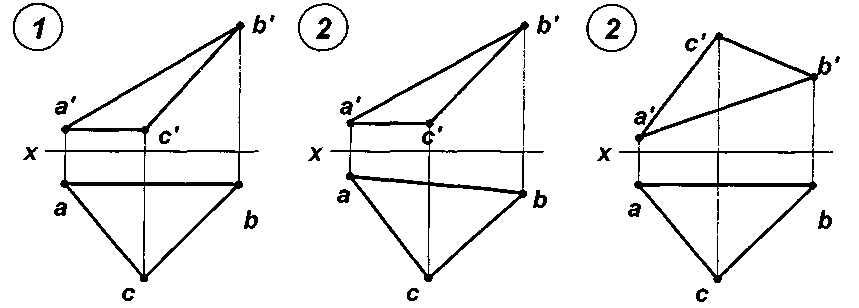 1 2 2
b' b' c' b'
a' c' a' c' a'
x x x
a b a b a b
c c c